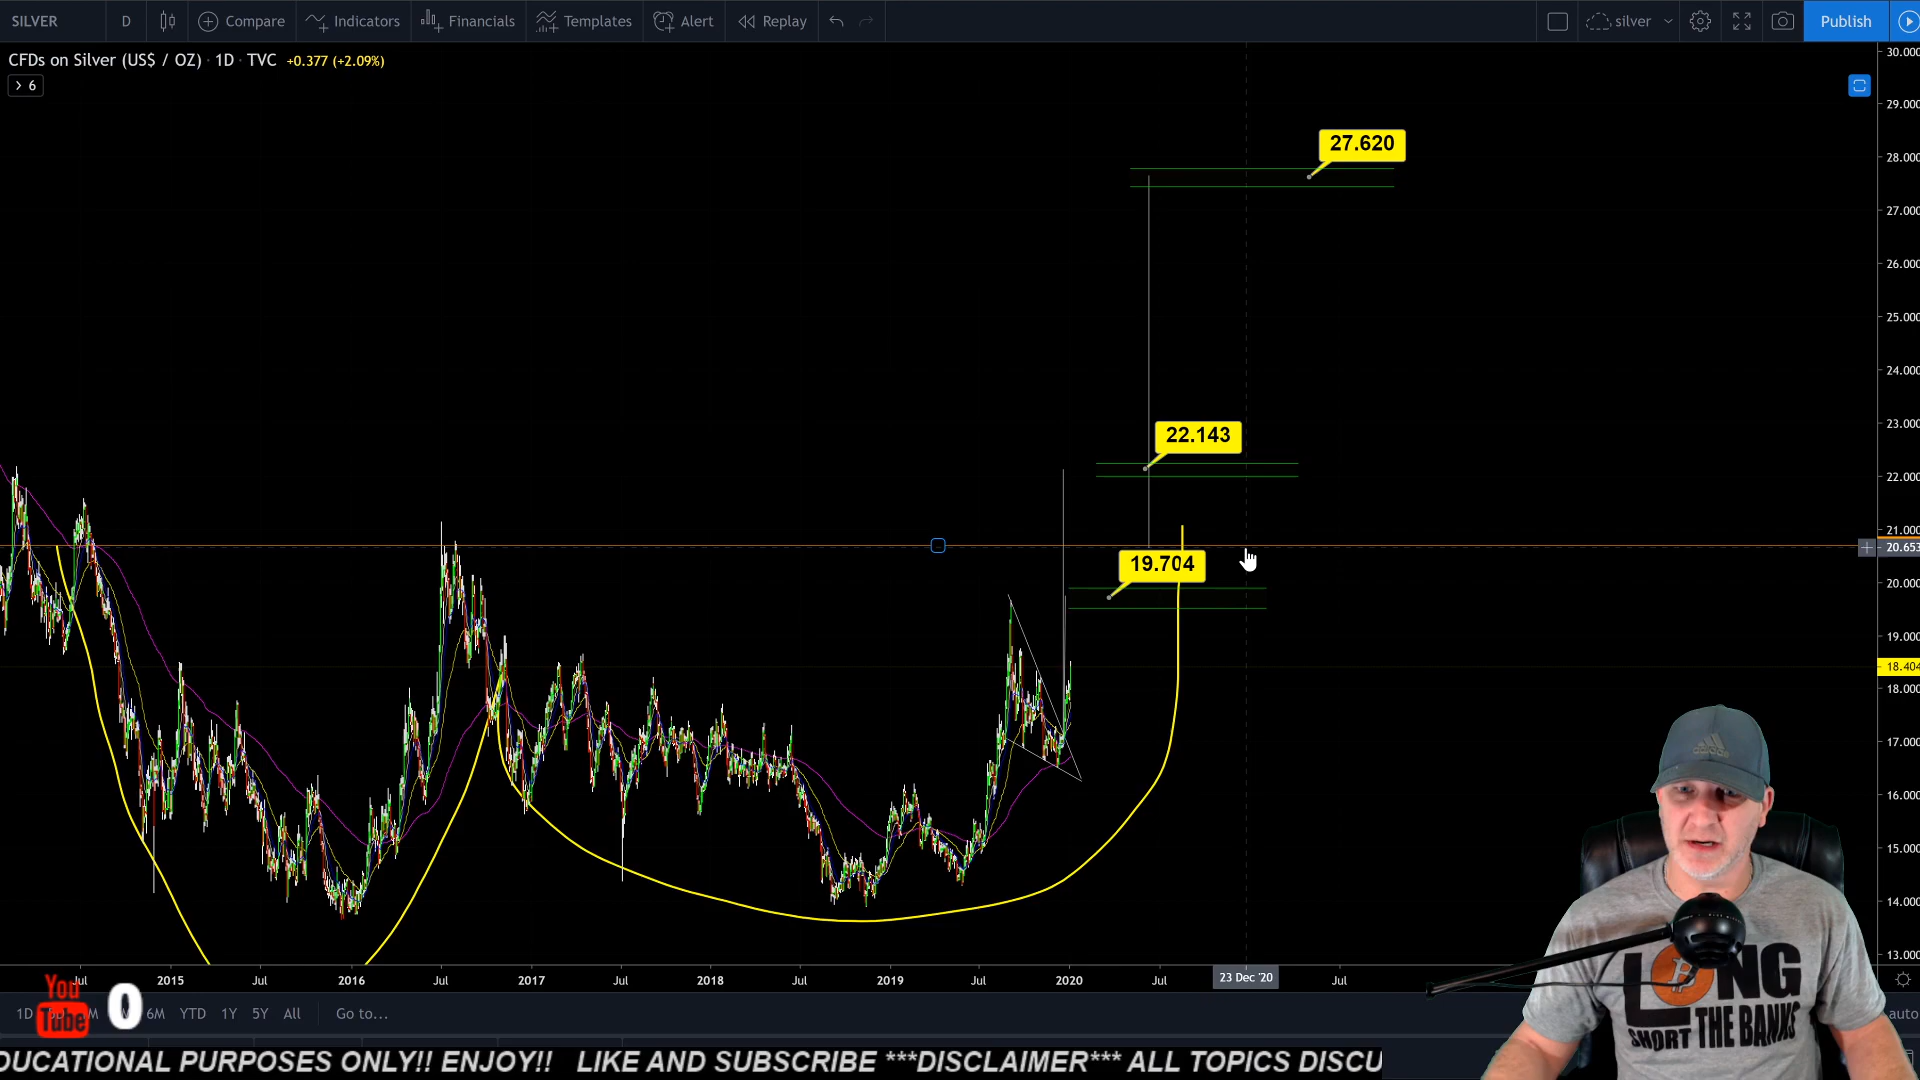 SILVER D Compare Indicators Financials Templates Alert Replay silver Publish
CFDs on Silver (US$ / OZ) · 1D · TVC +0.377 (+2.09%)
6
30.000
29.000
28.000
27.000
26.000
25.000
24.000
23.000
22.000
21.000
20.653
20.000
19.000
18.404
18.000
17.000
16.000
15.000
14.000
13.000
27.620
22.143
19.704
Jul 2015 Jul 2016 Jul 2017 Jul 2018 Jul 2019 Jul 2020 Jul 23 Dec '20 Jul
1D 6M YTD 1Y 5Y All Go to... auto
You
Tube
0
LONG
SHORT THE BANKS
DUCATIONAL PURPOSES ONLY!! ENJOY!! LIKE AND SUBSCRIBE ***DISCLAIMER*** ALL TOPICS DISCU